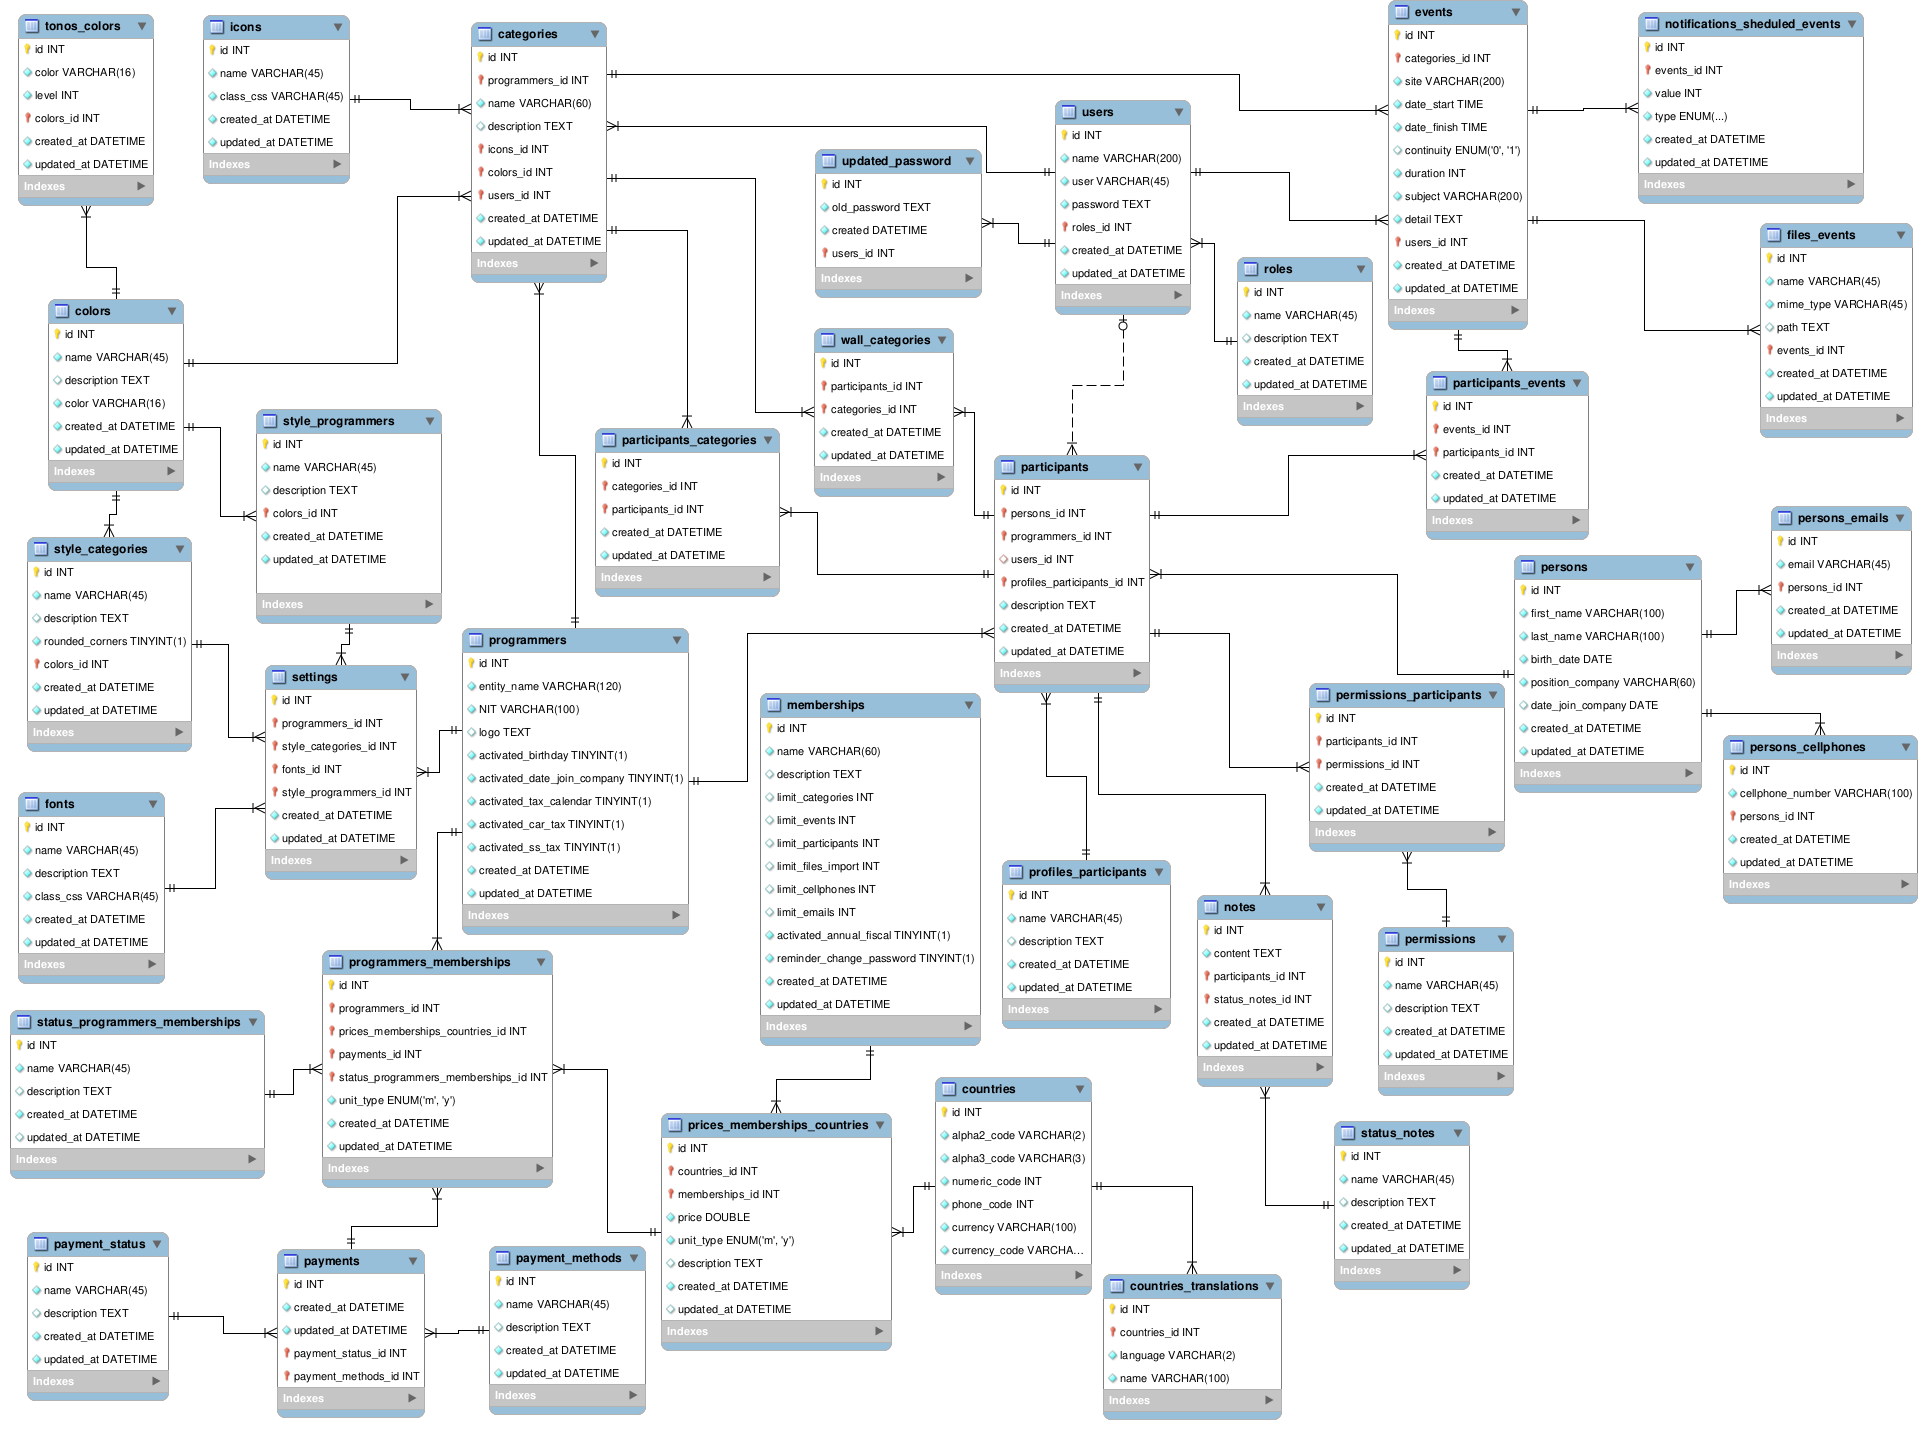 tonos_colors
id INT
color VARCHAR(16)
level INT
colors_id INT
created_at DATETIME
updated_at DATETIME
Indexes
icons
id INT
name VARCHAR(45)
class_css VARCHAR(45)
created_at DATETIME
updated_at DATETIME
Indexes
categories
id INT
programmers_id INT
name VARCHAR(60)
description TEXT
icons_id INT
colors_id INT
users_id INT
created_at DATETIME
updated_at DATETIME
Indexes
updated_password
id INT
old_password TEXT
created DATETIME
users_id INT
Indexes
users
id INT
name VARCHAR(200)
user VARCHAR(45)
password TEXT
roles_id INT
created_at DATETIME
updated_at DATETIME
Indexes
roles
id INT
name VARCHAR(45)
description TEXT
created_at DATETIME
updated_at DATETIME
Indexes
events
id INT
categories_id INT
site VARCHAR(200)
date_start TIME
date_finish TIME
continuity ENUM('0', '1')
duration INT
subject VARCHAR(200)
detail TEXT
users_id INT
created_at DATETIME
updated_at DATETIME
Indexes
notifications_sheduled_events
id INT
events_id INT
value INT
type ENUM(...)
created_at DATETIME
updated_at DATETIME
Indexes
files_events
id INT
name VARCHAR(45)
mime_type VARCHAR(45)
path TEXT
events_id INT
created_at DATETIME
updated_at DATETIME
Indexes
colors
id INT
name VARCHAR(45)
description TEXT
color VARCHAR(16)
created_at DATETIME
updated_at DATETIME
Indexes
style_programmers
id INT
name VARCHAR(45)
description TEXT
colors_id INT
created_at DATETIME
updated_at DATETIME
Indexes
participants_categories
id INT
categories_id INT
participants_id INT
created_at DATETIME
updated_at DATETIME
Indexes
wall_categories
id INT
participants_id INT
categories_id INT
created_at DATETIME
updated_at DATETIME
Indexes
participants
id INT
persons_id INT
programmers_id INT
users_id INT
profiles_participants_id INT
description TEXT
created_at DATETIME
updated_at DATETIME
Indexes
participants_events
id INT
events_id INT
participants_id INT
created_at DATETIME
updated_at DATETIME
Indexes
persons
id INT
first_name VARCHAR(100)
last_name VARCHAR(100)
birth_date DATE
position_company VARCHAR(60)
date_join_company DATE
created_at DATETIME
updated_at DATETIME
Indexes
persons_emails
id INT
email VARCHAR(45)
persons_id INT
created_at DATETIME
updated_at DATETIME
Indexes
style_categories
id INT
name VARCHAR(45)
description TEXT
rounded_corners TINYINT(1)
colors_id INT
created_at DATETIME
updated_at DATETIME
Indexes
settings
id INT
programmers_id INT
style_categories_id INT
fonts_id INT
style_programmers_id INT
created_at DATETIME
updated_at DATETIME
Indexes
programmers
id INT
entity_name VARCHAR(120)
NIT VARCHAR(100)
logo TEXT
activated_birthday TINYINT(1)
activated_date_join_company TINYINT(1)
activated_tax_calendar TINYINT(1)
activated_car_tax TINYINT(1)
activated_ss_tax TINYINT(1)
created_at DATETIME
updated_at DATETIME
Indexes
memberships
id INT
name VARCHAR(60)
description TEXT
limit_categories INT
limit_events INT
limit_participants INT
limit_files_import INT
limit_cellphones INT
limit_emails INT
activated_annual_fiscal TINYINT(1)
reminder_change_password TINYINT(1)
created_at DATETIME
updated_at DATETIME
Indexes
permissions_participants
id INT
participants_id INT
permissions_id INT
created_at DATETIME
updated_at DATETIME
Indexes
persons_cellphones
id INT
cellphone_number VARCHAR(100)
persons_id INT
created_at DATETIME
updated_at DATETIME
Indexes
fonts
id INT
name VARCHAR(45)
description TEXT
class_css VARCHAR(45)
created_at DATETIME
updated_at DATETIME
Indexes
profiles_participants
id INT
name VARCHAR(45)
description TEXT
created_at DATETIME
updated_at DATETIME
Indexes
notes
id INT
content TEXT
participants_id INT
status_notes_id INT
created_at DATETIME
updated_at DATETIME
Indexes
permissions
id INT
name VARCHAR(45)
description TEXT
created_at DATETIME
updated_at DATETIME
Indexes
programmers_memberships
id INT
programmers_id INT
prices_memberships_countries_id INT
payments_id INT
status_programmers_memberships_id INT
unit_type ENUM('m', 'y')
created_at DATETIME
updated_at DATETIME
Indexes
status_programmers_memberships
id INT
name VARCHAR(45)
description TEXT
created_at DATETIME
updated_at DATETIME
Indexes
prices_memberships_countries
id INT
countries_id INT
memberships_id INT
price DOUBLE
unit_type ENUM('m', 'y')
description TEXT
created_at DATETIME
updated_at DATETIME
Indexes
countries
id INT
alpha2_code VARCHAR(2)
alpha3_code VARCHAR(3)
numeric_code INT
phone_code INT
currency VARCHAR(100)
currency_code VARCHA...
Indexes
status_notes
id INT
name VARCHAR(45)
description TEXT
created_at DATETIME
updated_at DATETIME
Indexes
payment_status
id INT
name VARCHAR(45)
description TEXT
created_at DATETIME
updated_at DATETIME
Indexes
payments
id INT
created_at DATETIME
updated_at DATETIME
payment_status_id INT
payment_methods_id INT
Indexes
payment_methods
id INT
name VARCHAR(45)
description TEXT
created_at DATETIME
updated_at DATETIME
Indexes
countries_translations
id INT
countries_id INT
language VARCHAR(2)
name VARCHAR(100)
Indexes